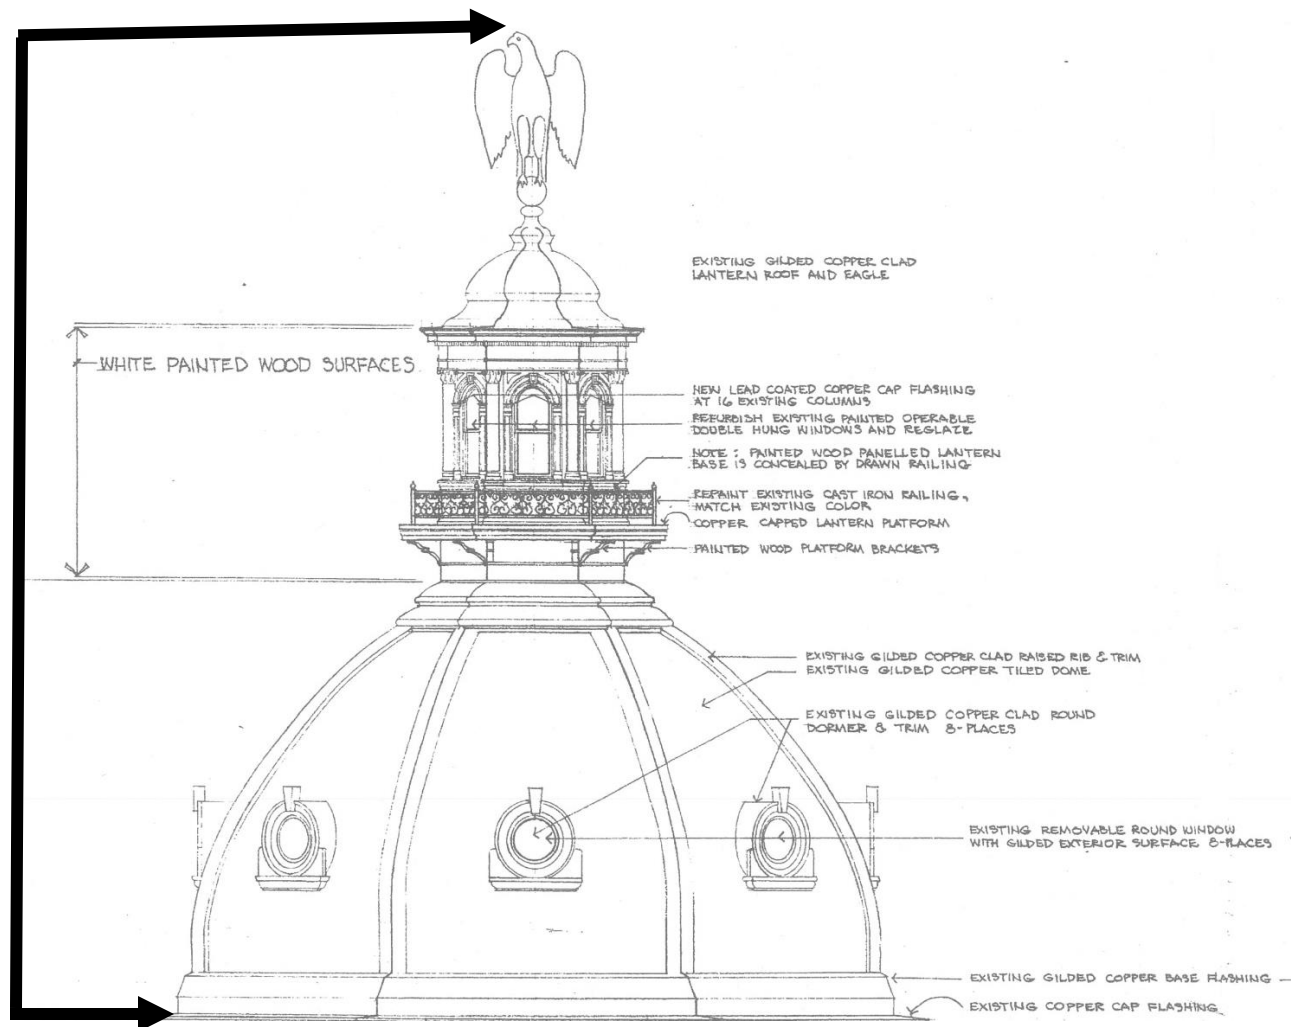 EXISTING GILDED COPPER CLAD
LANTERN ROOF AND EAGLE
WHITE PAINTED WOOD SURFACES
NEW LEAD COATED COPPER CAP FLASHING
AT 16 EXISTING COLUMNS
REFURBISH EXISTING PAINTED OPERABLE
DOUBLE HUNG WINDOWS AND REGLAZE
NOTE : PAINTED WOOD PANELLED LANTERN
BASE IS CONCEALED BY DRAWN RAILING
REPAINT EXISTING CAST IRON RAILING,
MATCH EXISTING COLOR
COPPER CAPPED LANTERN PLATFORM
PAINTED WOOD PLATFORM BRACKETS
EXISTING GILDED COPPER CLAD RAISED RIB & TRIM
EXISTING GILDED COPPER TILED DOME
EXISTING GILDED COPPER CLAD ROUND
DORMER & TRIM 8-PLACES
EXISTING REMOVABLE ROUND WINDOW
WITH GILDED EXTERIOR SURFACE 8-PLACES
EXISTING GILDED COPPER BASE FLASHING
EXISTING COPPER CAP FLASHING